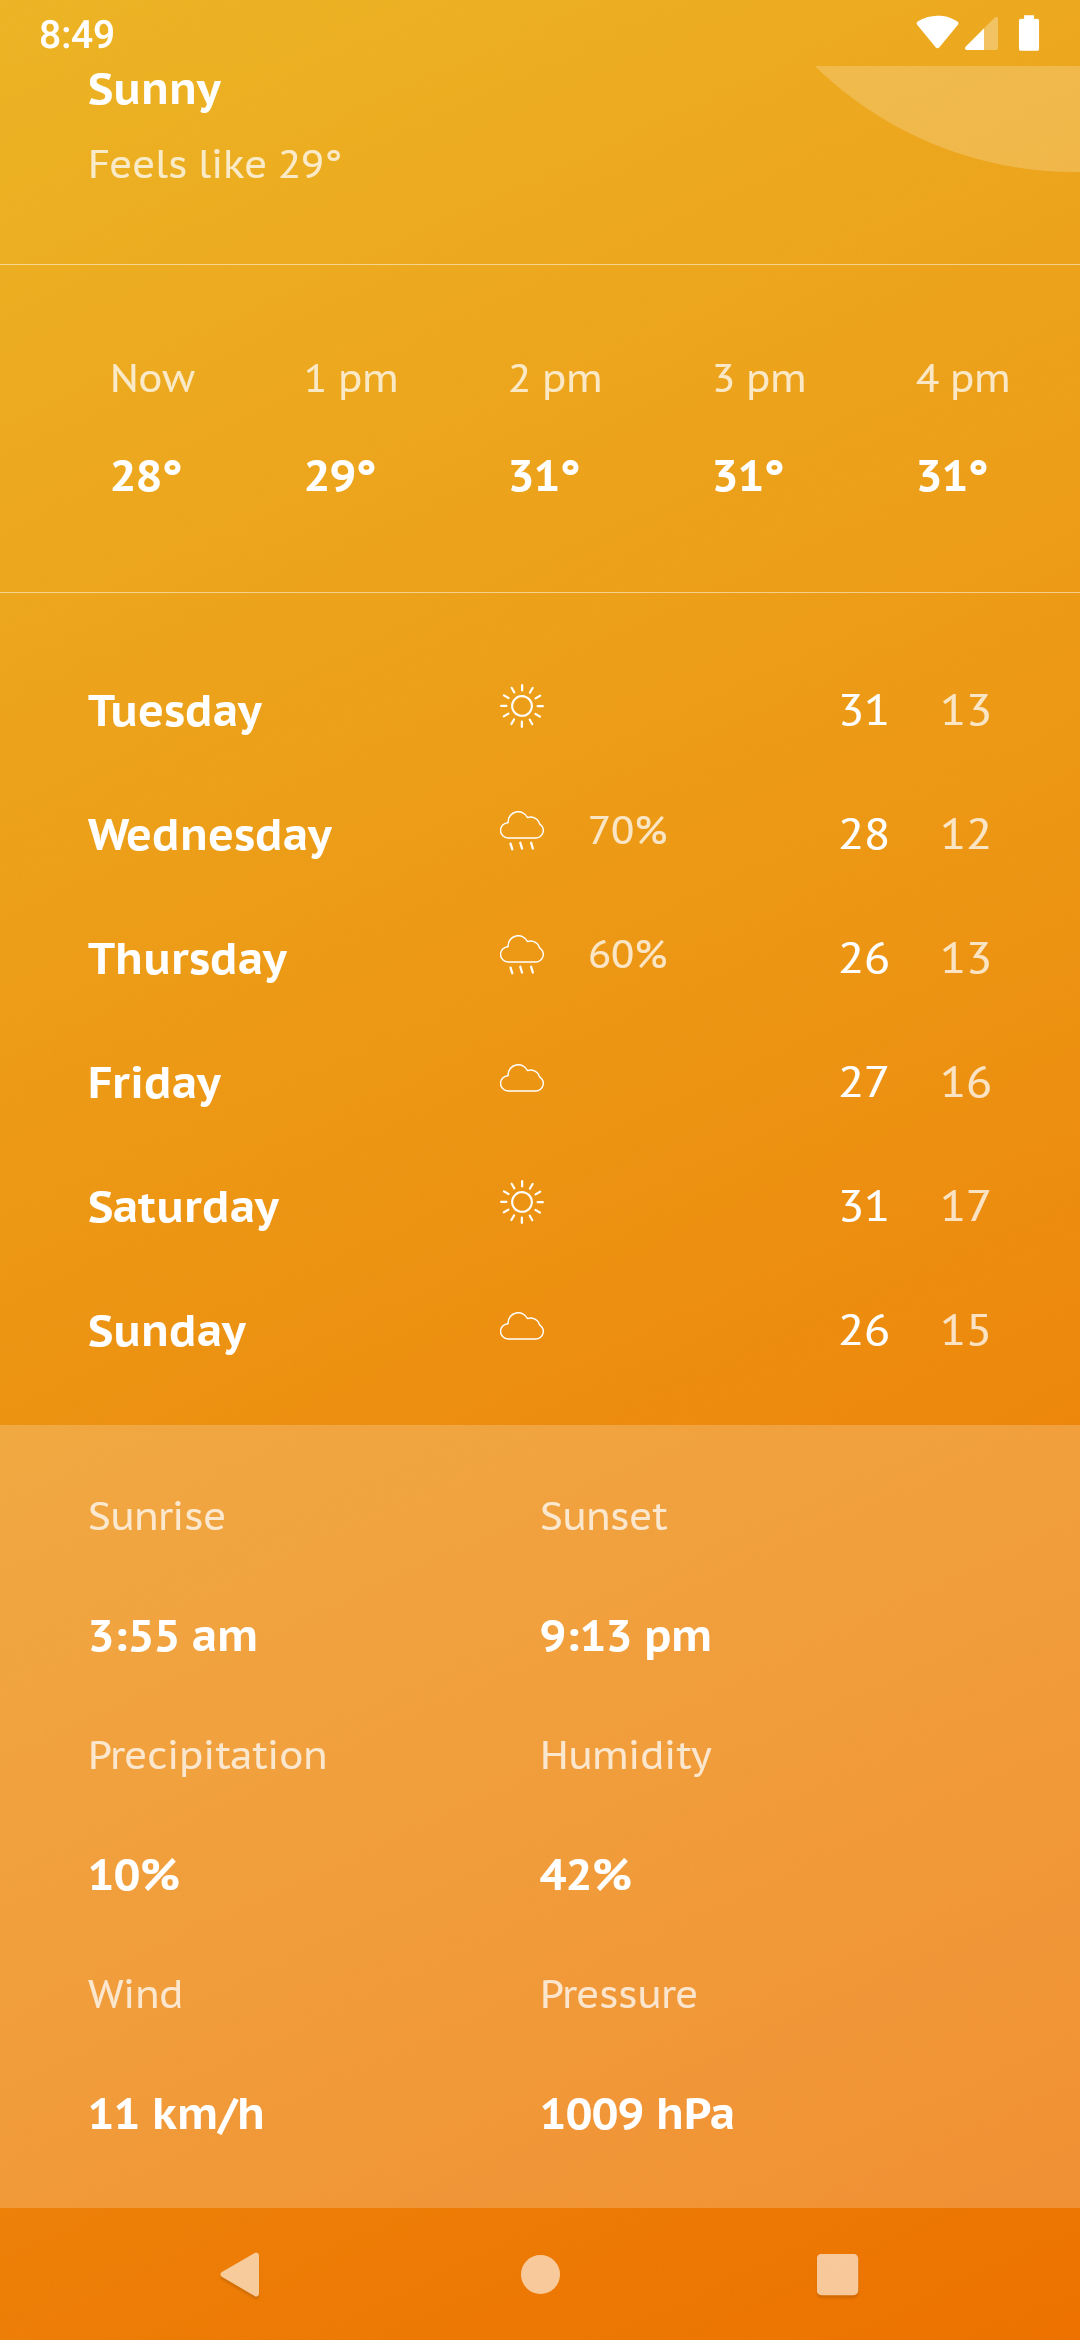 8:49
Sunny
Feels like 29°
Now 1 pm 2 pm 3 pm 4 pm
28° 29° 31° 31° 31°
Tuesday 31 13
Wednesday 70% 28 12
Thursday 60% 26 13
Friday 27 16
Saturday 31 17
Sunday 26 15
Sunrise Sunset
3:55 am 9:13 pm
Precipitation Humidity
10% 42%
Wind Pressure
11 km/h 1009 hPa